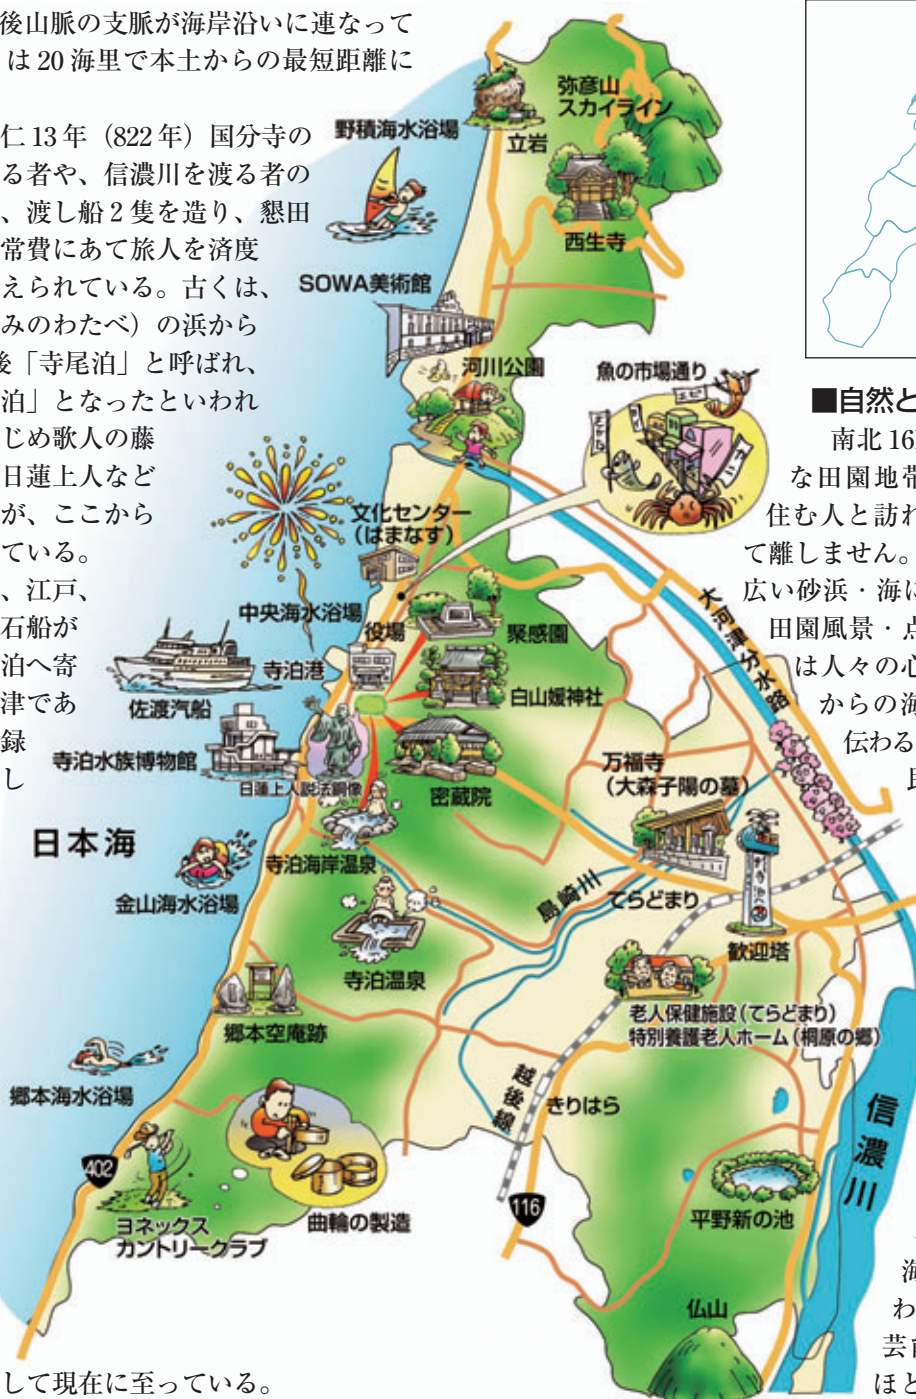 後山脈の支脈が海岸沿いに連なって
は 20 海里で本土からの最短距離に
仁 13 年（822 年）国分寺の
る者や、信濃川を渡る者の
、渡し船 2 隻を造り、懇田
常費にあて旅人を済度
えられている。古くは、
みのわたべ）の浜から
後「寺尾泊」と呼ばれ、
泊」となったといわれ
じめ歌人の藤
日蓮上人など
が、ここから
ている。
、江戸、
石船が
泊へ寄
津であ
録
し
して現在に至っている。
弥彦山
スカイライン
野積海水浴場
立岩
西生寺
SOWA美術館
河川公園
魚の市場通り
文化センター
（はまなす）
中央海水浴場
役場
聚感園
寺泊港
佐渡汽船
白山媛神社
大河津分水路
寺泊水族博物館
日蓮上人説法銅像
密蔵院
万福寺
（大森子陽の墓）
日本海
寺泊海岸温泉
金山海水浴場
島崎川
てらどまり
歓迎塔
寺泊温泉
老人保健施設（てらどまり）
特別養護老人ホーム（桐原の郷）
郷本空庵跡
郷本海水浴場
越後線
きりはら
信濃川
402
116
ヨネックス
カントリークラブ
曲輪の製造
平野新の池
仏山
■自然と
南北 16
な田園地帯
住む人と訪れ
て離しません。
広い砂浜・海に
田園風景・点
は人々の心
からの海
伝わる
海
わ
芸
ほと